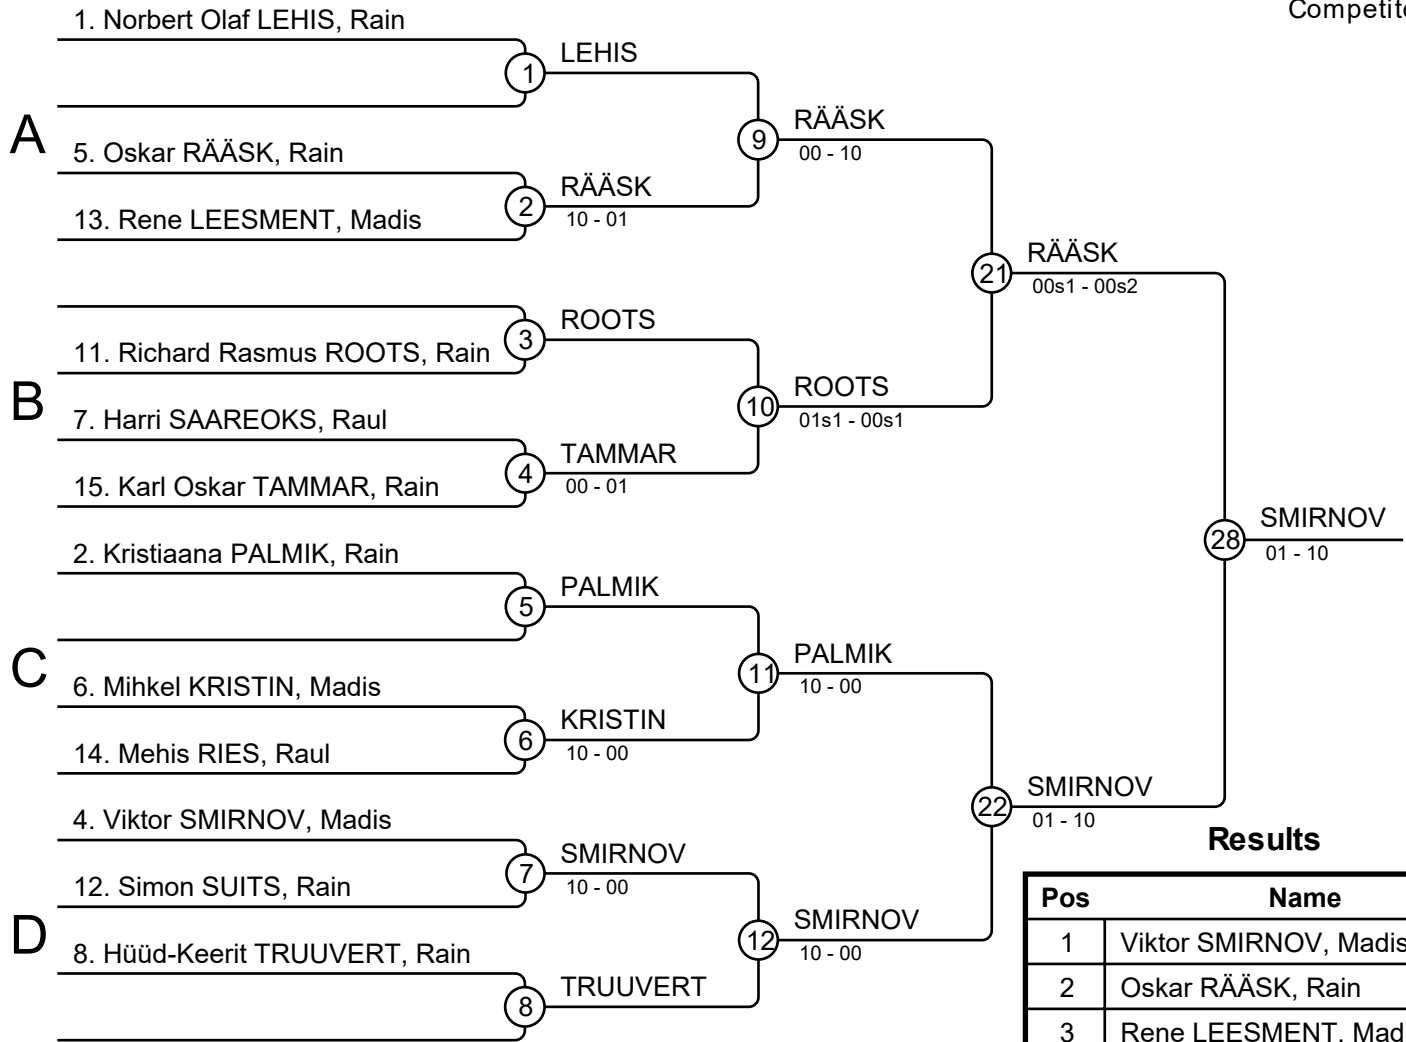 1. Norbert Olaf LEHIS, Rain
1
LEHIS
A
5. Oskar RÄÄSK, Rain
13. Rene LEESMENT, Madis
2
RÄÄSK
10 - 01
9
RÄÄSK
00 - 10
3
ROOTS
11. Richard Rasmus ROOTS, Rain
B
7. Harri SAAREOKS, Raul
15. Karl Oskar TAMMAR, Rain
4
TAMMAR
00 - 01
10
ROOTS
01s1 - 00s1
21
RÄÄSK
00s1 - 00s2
2. Kristiaana PALMIK, Rain
5
PALMIK
C
6. Mihkel KRISTIN, Madis
14. Mehis RIES, Raul
6
KRISTIN
10 - 00
11
PALMIK
10 - 00
4. Viktor SMIRNOV, Madis
12. Simon SUITS, Rain
7
SMIRNOV
10 - 00
D
8. Hüüd-Keerit TRUUVERT, Rain
8
TRUUVERT
12
SMIRNOV
10 - 00
22
SMIRNOV
01 - 10
28
SMIRNOV
01 - 10
Results
Pos Name
1 Viktor SMIRNOV, Madis
2 Oskar RÄÄSK, Rain
3 Rene LEESMENT, Mad